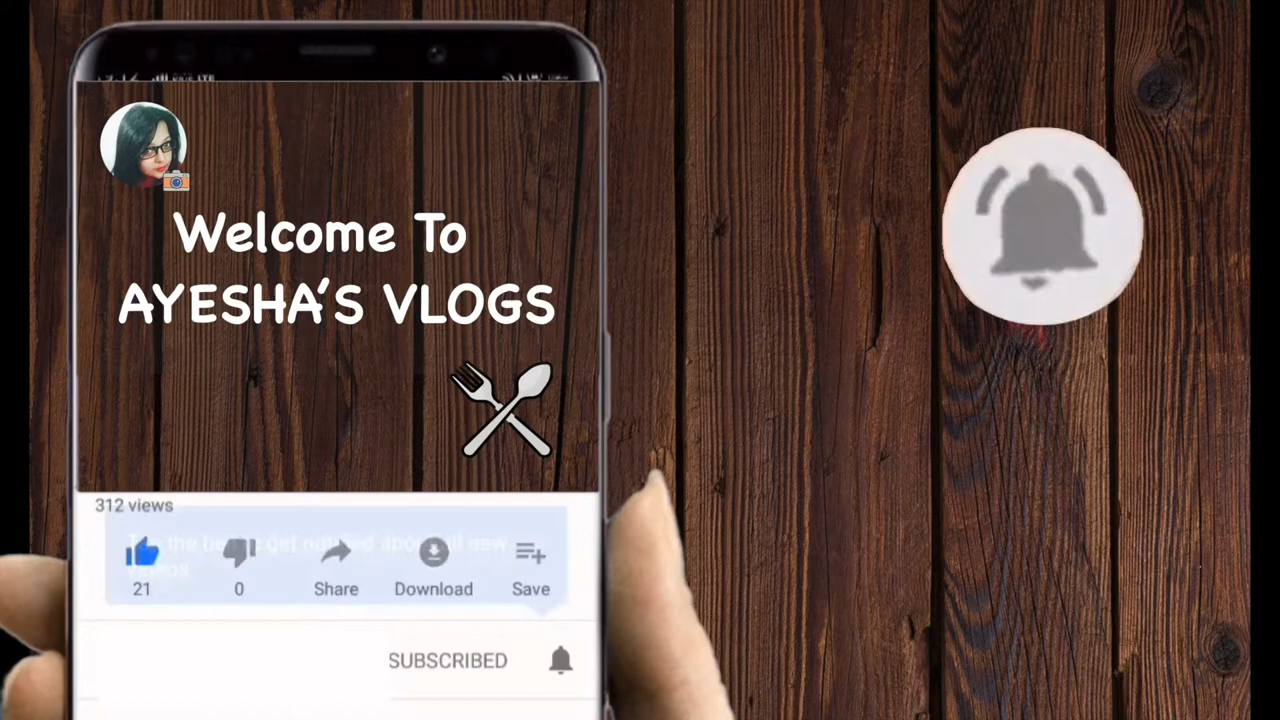 Welcome To
AYESHA'S VLOGS
312 views
21
0
Share
Download
Save
SUBSCRIBED